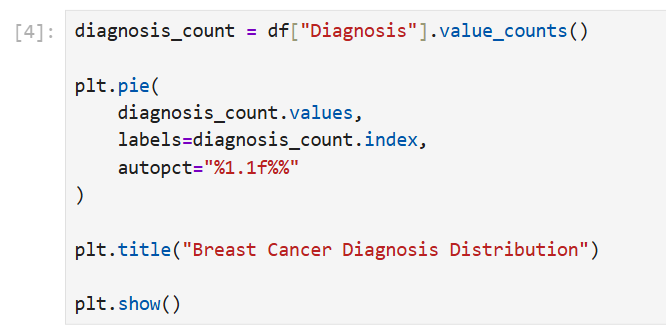 [4]: diagnosis_count = df["Diagnosis"].value_counts()
plt.pie(
    diagnosis_count.values,
    labels=diagnosis_count.index,
    autopct="%1.1f%%"
)
plt.title("Breast Cancer Diagnosis Distribution")
plt.show()